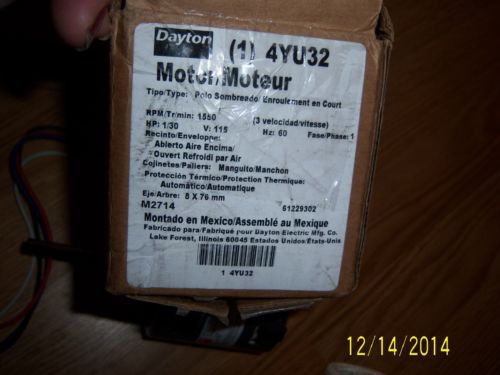 Dayton
(1) 4YU32
Motor/Moteur
Tipo/Type: Polo Sombreado/Enroulement en Court
RPM/Tr/min: 1550 (3 velocidad/vitesse)
HP: 1/30 V: 115 Hz: 60 Fase/Phase: 1
Recinto/Enveloppe:
Abierto Aire Encima/
Ouvert Refroidi par Air
Cojinetes/Paliers: Manguito/Manchon
Protección Térmico/Protection Thermique:
Automático/Automatique
Eje/Arbre: 8 X 76 mm
M2714 61229302
Montado en Mexico/Assemblé au Mexique
Fabricado para/Fabriqué pour Dayton Electric Mfg. Co.
Lake Forest, Illinois 60045 Estados Unidos/États-Unis
1 4YU32
12/14/2014